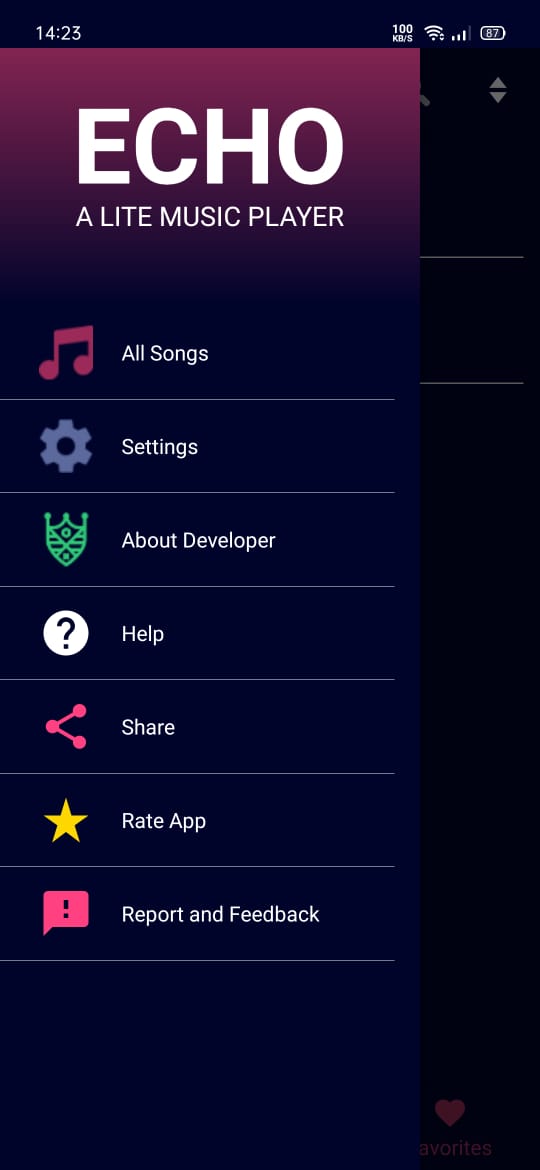 14:23
100
KB/S
87
ECHO
A LITE MUSIC PLAYER
All Songs
Settings
About Developer
Help
Share
Rate App
Report and Feedback
avorites